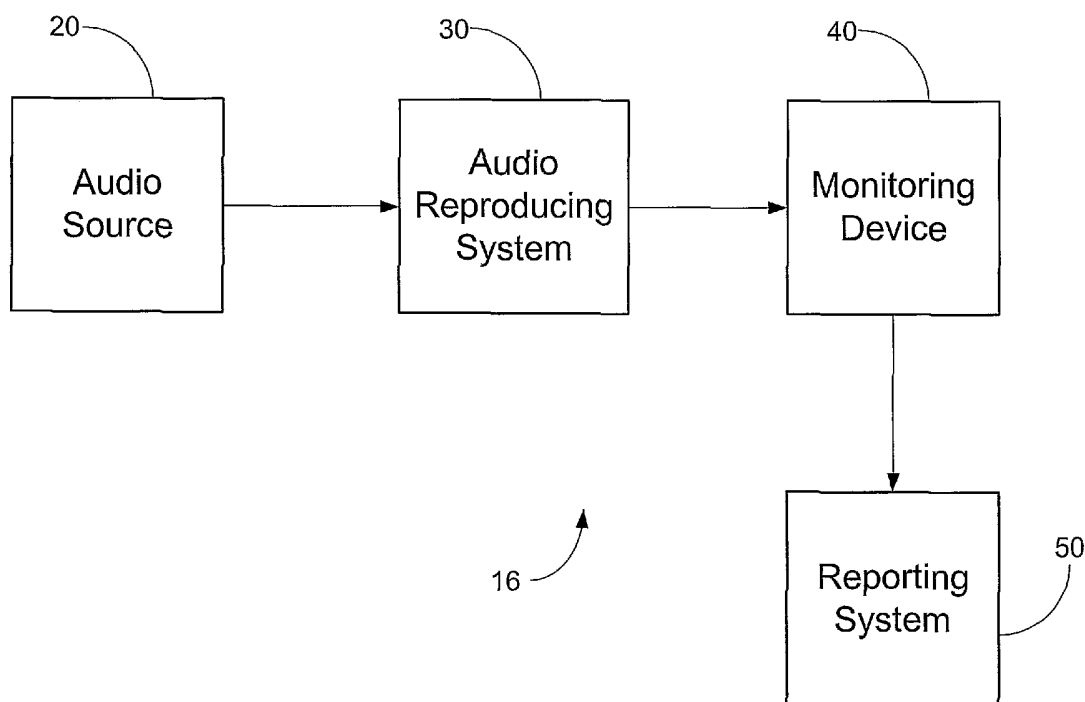 20
30
40
Audio
Source
Audio
Reproducing
System
Monitoring
Device
16
50
Reporting
System